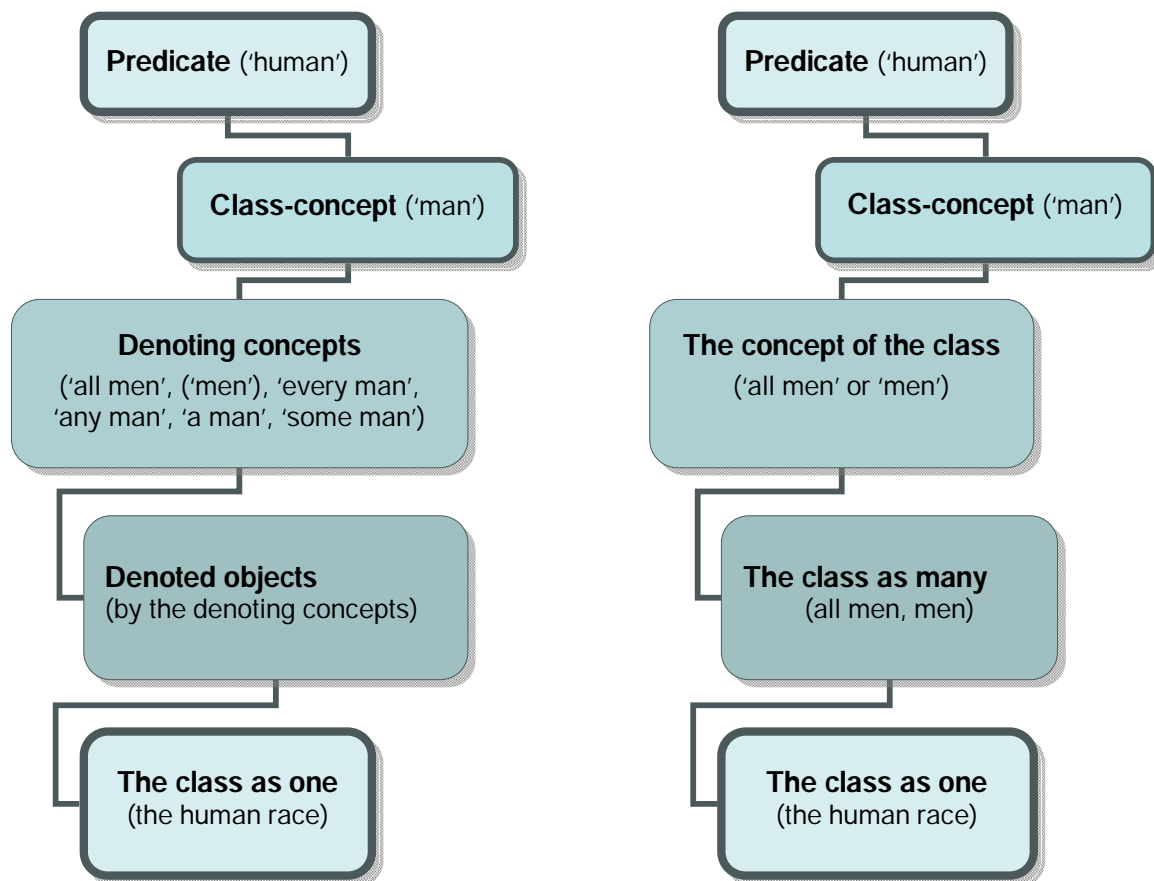 Predicate (‘human’)
Class-concept (‘man’)
Denoting concepts
(‘all men’, (‘men’), ‘every man’,
‘any man’, ‘a man’, ‘some man’)
Denoted objects
(by the denoting concepts)
The class as one
(the human race)
Predicate (‘human’)
Class-concept (‘man’)
The concept of the class
(‘all men’ or ‘men’)
The class as many
(all men, men)
The class as one
(the human race)